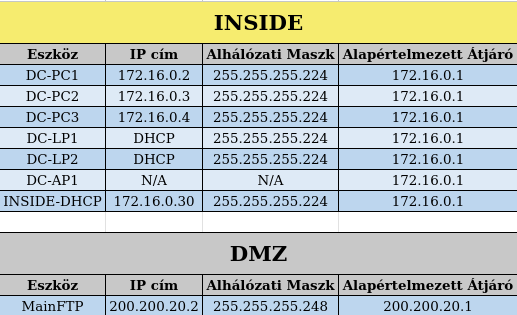 INSIDE
Eszköz IP cím Alhálózati Maszk Alapértelmezett Átjáró
DC-PC1 172.16.0.2 255.255.255.224 172.16.0.1
DC-PC2 172.16.0.3 255.255.255.224 172.16.0.1
DC-PC3 172.16.0.4 255.255.255.224 172.16.0.1
DC-LP1 DHCP 255.255.255.224 172.16.0.1
DC-LP2 DHCP 255.255.255.224 172.16.0.1
DC-AP1 N/A N/A 172.16.0.1
INSIDE-DHCP 172.16.0.30 255.255.255.224 172.16.0.1
DMZ
Eszköz IP cím Alhálózati Maszk Alapértelmezett Átjáró
MainFTP 200.200.20.2 255.255.255.248 200.200.20.1